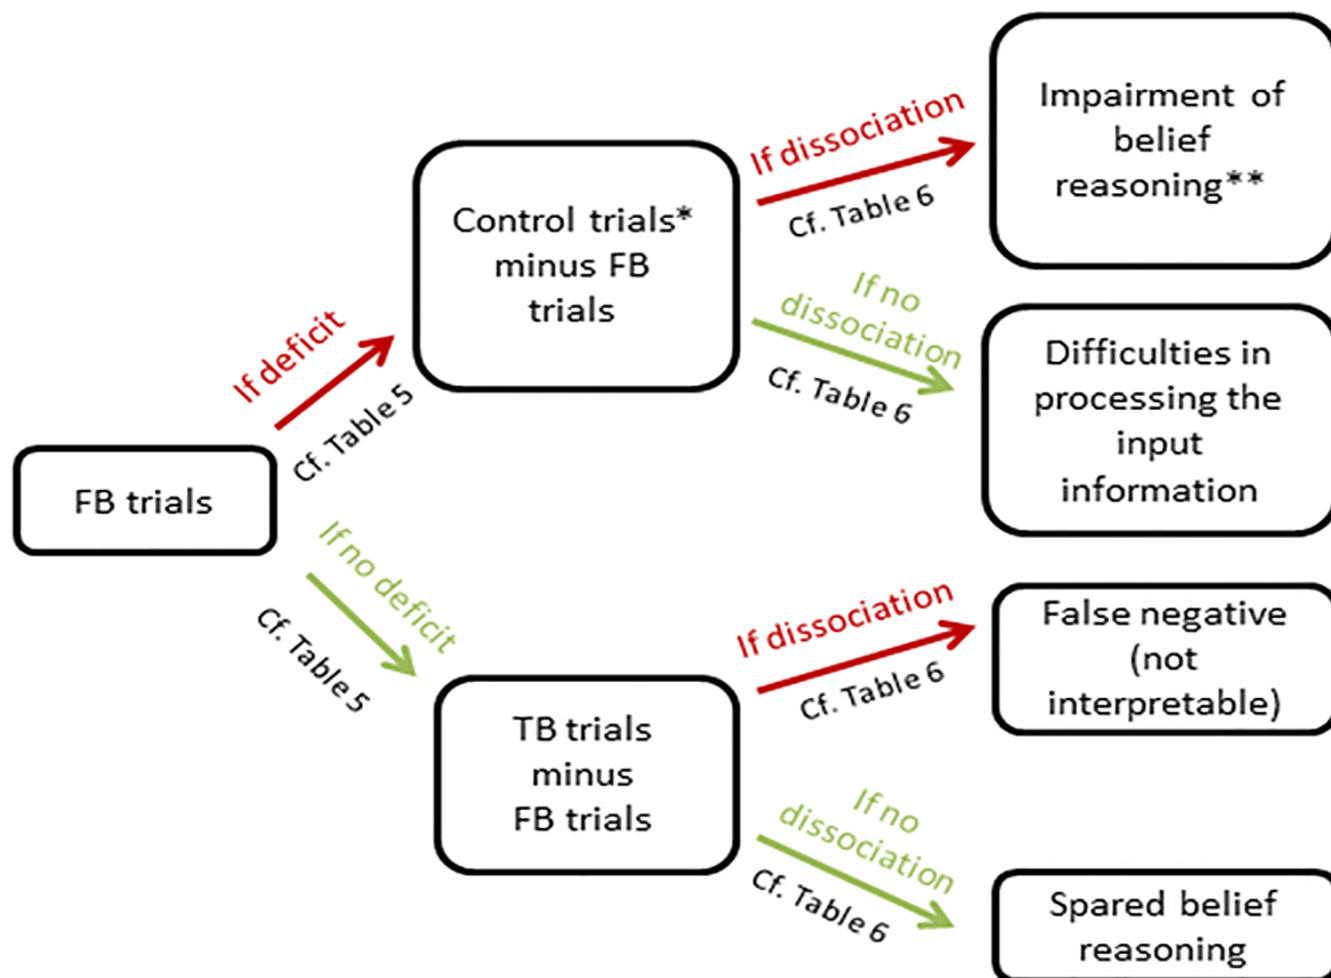 FB trials
If deficit
Cf. Table 5
If no deficit
Cf. Table 5
Control trials*
minus FB
trials
If dissociation
Cf. Table 6
If no
dissociation
Cf. Table 6
Impairment of
belief
reasoning**
Difficulties in
processing the
input
information
TB trials
minus
FB trials
If dissociation
Cf. Table 6
If no
dissociation
Cf. Table 6
False negative
(not
interpretable)
Spared belief
reasoning